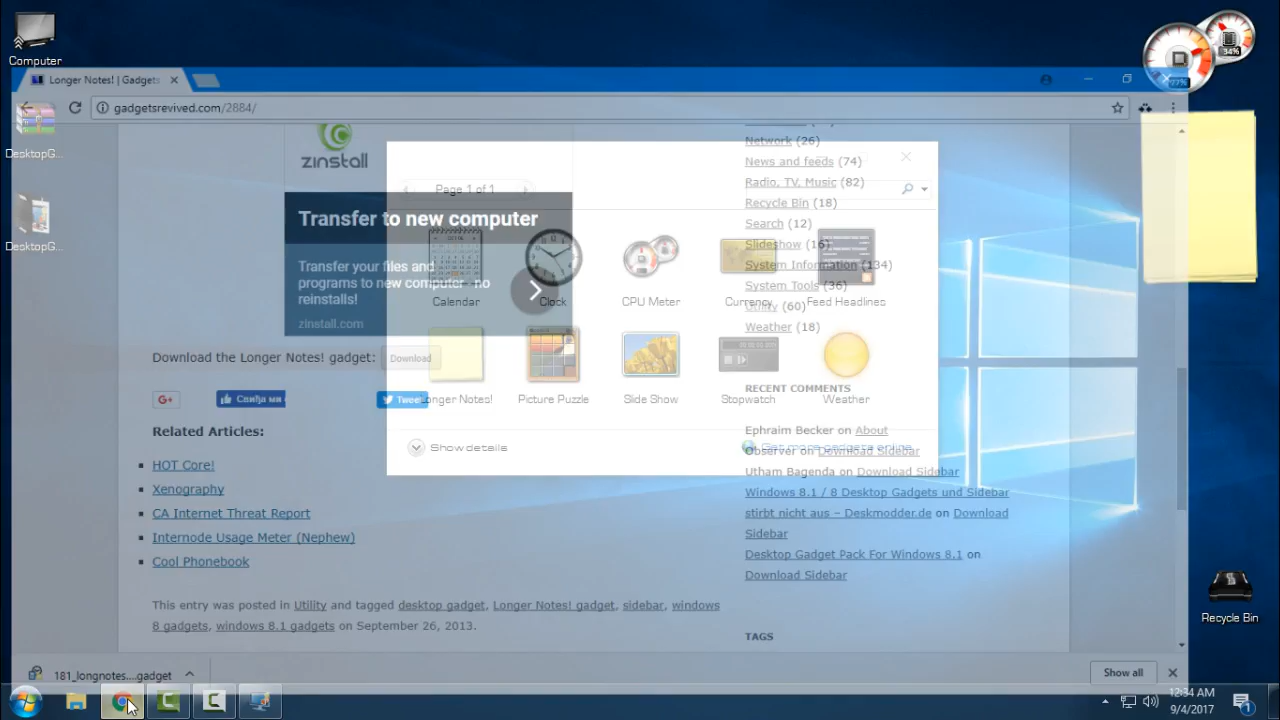 Computer
34%
77%
Longer Notes! | Gadgets
gadgetsrevived.com/2884/
DesktopG...
DesktopG...
zinstall
Transfer to new computer
Transfer your files and
programs to new computer - no
reinstalls!
zinstall.com
Download the Longer Notes! gadget:
Download
G+
Свиђа ми
Tweet
Related Articles:
HOT Core!
Xenography
CA Internet Threat Report
Internode Usage Meter (Nephew)
Cool Phonebook
This entry was posted in Utility and tagged desktop gadget, Longer Notes! gadget, sidebar, windows
8 gadgets, windows 8.1 gadgets on September 26, 2013.
Page 1 of 1
Calendar
Clock
CPU Meter
Currency
Feed Headlines
Longer Notes!
Picture Puzzle
Slide Show
Stopwatch
Weather
Show details
Get more gadgets online
Network (26)
News and feeds (74)
Radio, TV, Music (82)
Recycle Bin (18)
Search (12)
Slideshow (16)
System Information (134)
System Tools (36)
Utility (60)
Weather (18)
RECENT COMMENTS
Ephraim Becker on About
Observer on Download Sidebar
Utham Bagenda on Download Sidebar
Windows 8.1 / 8 Desktop Gadgets und Sidebar
stirbt nicht aus – Deskmodder.de on Download
Sidebar
Desktop Gadget Pack For Windows 8.1 on
Download Sidebar
TAGS
Recycle Bin
181_longnotes....gadget
Show all
12:34 AM
9/4/2017
1